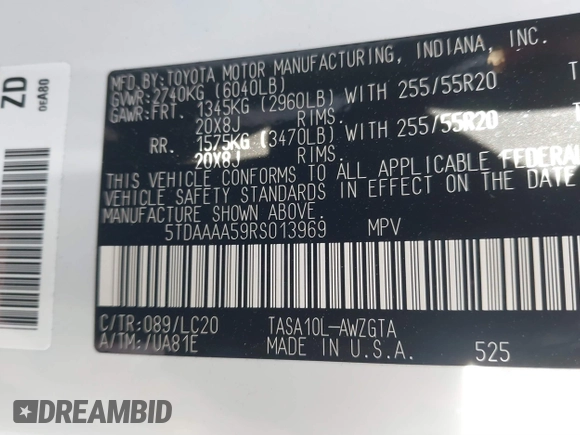 MFD.BY:TOYOTA MOTOR MANUFACTURING, INDIANA, INC.
GVWR:2740KG (6040LB)
GAWR:FRT. 1345KG (2960LB) WITH 255/55R20
20X8J RIMS.
RR. 1575KG (3470LB) WITH 255/55R20
20X8J RIMS.
THIS VEHICLE CONFORMS TO ALL APPLICABLE FEDERAL
VEHICLE SAFETY STANDARDS IN EFFECT ON THE DATE
MANUFACTURE SHOWN ABOVE.
5TDAAAA59RS013969 MPV
C/TR:089/LC20 TASA10L-AWZGTA
A/TM:/UA81E MADE IN U.S.A. 525
ZD
0EA80
DREAMBID